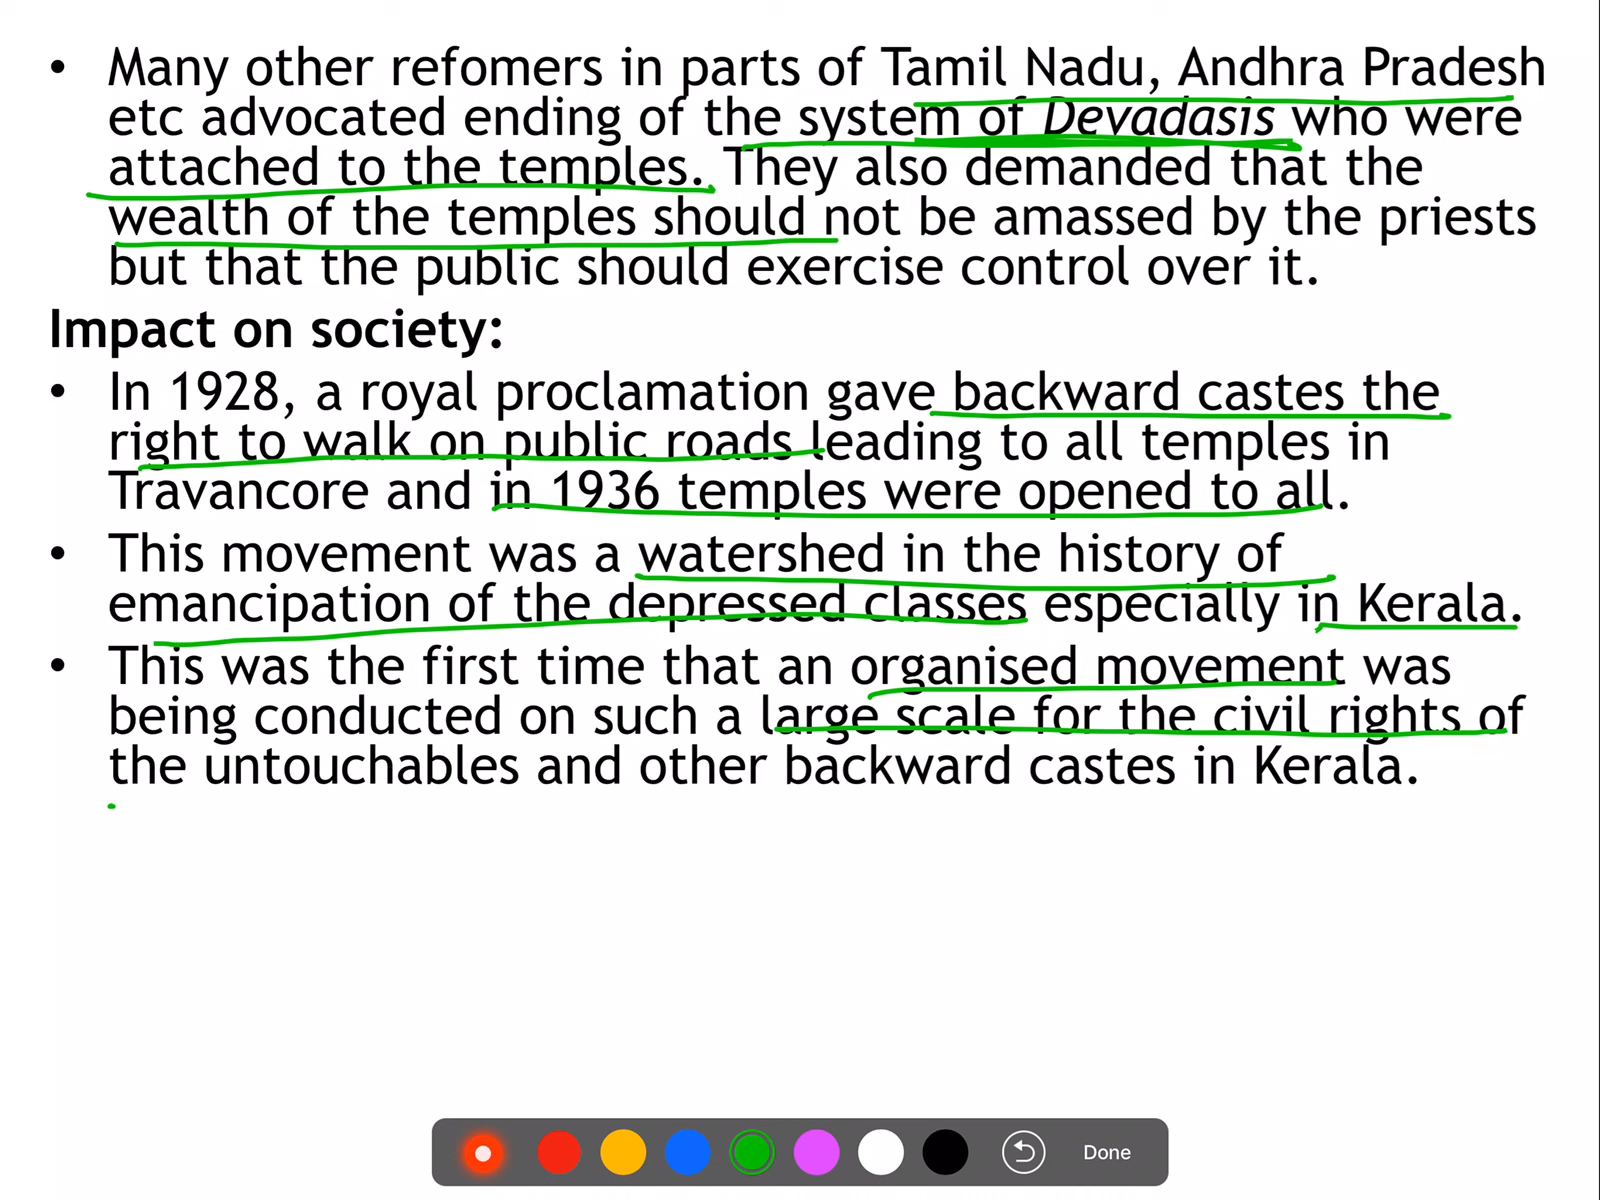 • Many other refomers in parts of Tamil Nadu, Andhra Pradesh
etc advocated ending of the system of Devadasis who were
attached to the temples. They also demanded that the
wealth of the temples should not be amassed by the priests
but that the public should exercise control over it.
Impact on society:
• In 1928, a royal proclamation gave backward castes the
right to walk on public roads leading to all temples in
Travancore and in 1936 temples were opened to all.
• This movement was a watershed in the history of
emancipation of the depressed classes especially in Kerala.
• This was the first time that an organised movement was
being conducted on such a large scale for the civil rights of
the untouchables and other backward castes in Kerala.
Done